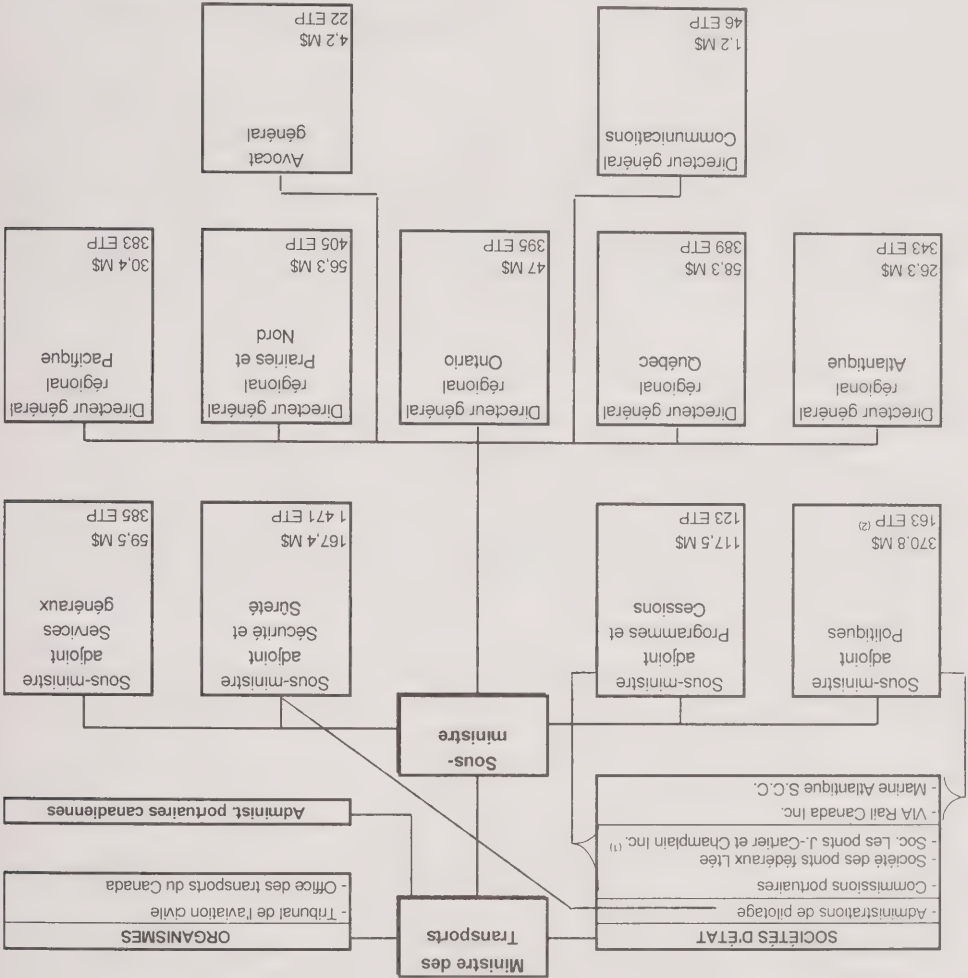 Ministre des
Transports
SOCIÉTÉS D'ÉTAT
- Administrations de pilotage
- Commissions portuaires
- Société des ponts fédéraux Ltée
- Soc. Les ponts J.-Cartier et Champlain Inc. (1)
- VIA Rail Canada Inc.
- Marine Atlantique S.C.C.
ORGANISMES
- Tribunal de l'aviation civile
- Office des transports du Canada
Administ. portuaires canadiennes
Sous-
ministre
Sous-ministre
adjoint
Politiques
370.8 M$
163 ETP (2)
Sous-ministre
adjoint
Programmes et
Cessions
117,5 M$
123 ETP
Sous-ministre
adjoint
Sécurité et
Sûreté
167,4 M$
1 471 ETP
Sous-ministre
adjoint
Services
généraux
59,5 M$
385 ETP
Directeur général
régional
Atlantique
26.3 M$
343 ETP
Directeur général
régional
Québec
58,3 M$
389 ETP
Directeur général
régional
Ontario
47 M$
395 ETP
Directeur général
régional
Prairies et
Nord
56,3 M$
405 ETP
Directeur général
régional
Pacifique
30,4 M$
383 ETP
Directeur général
Communications
1.2 M$
46 ETP
Avocat
général
4,2 M$
22 ETP